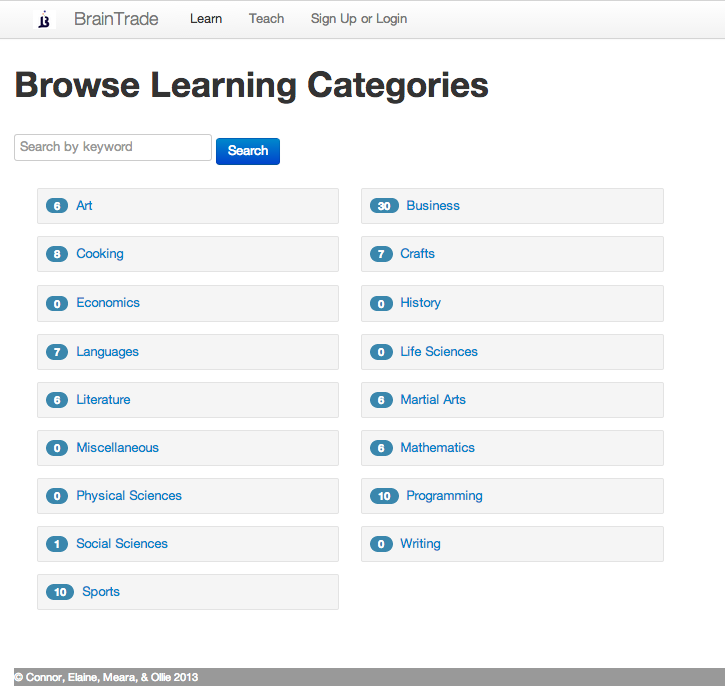 BrainTrade Learn Teach Sign Up or Login
Browse Learning Categories
Search by keyword Search
6 Art
30 Business
8 Cooking
7 Crafts
0 Economics
0 History
7 Languages
0 Life Sciences
6 Literature
6 Martial Arts
0 Miscellaneous
6 Mathematics
0 Physical Sciences
10 Programming
1 Social Sciences
0 Writing
10 Sports
© Connor, Elaine, Meara, & Ollie 2013